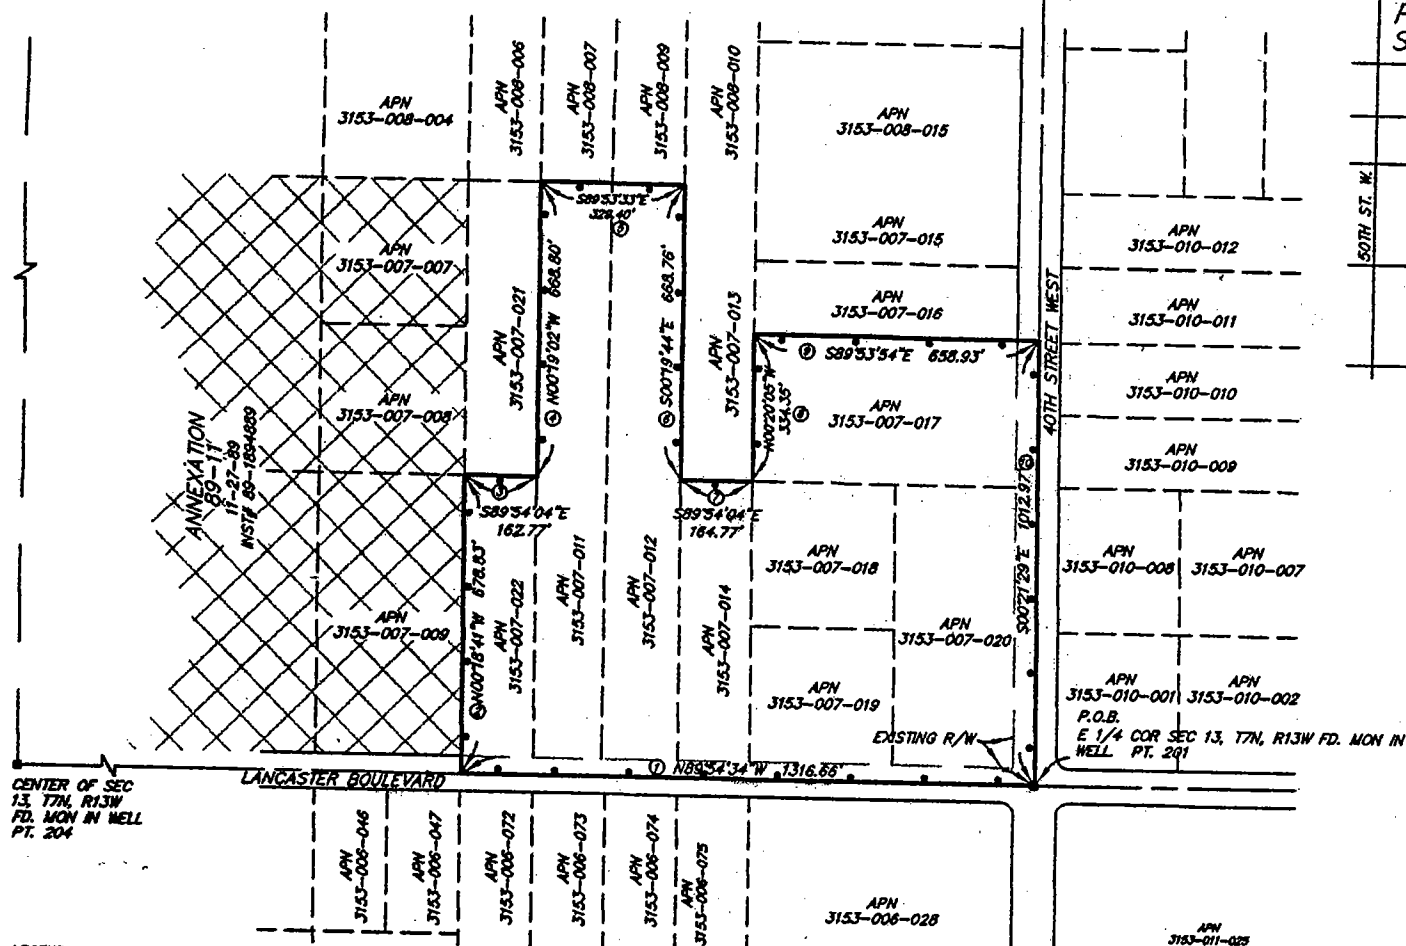 APN
3153-008-004
APN
3153-008-006
APN
3153-008-007
APN
3153-008-009
APN
3153-008-010
APN
3153-008-015
50TH ST. W.
S89°53'33"E
328.40'
5
APN
3153-007-007
APN
3153-007-015
APN
3153-010-012
APN
3153-007-016
APN
3153-010-011
APN
3153-007-021
4 N00°19'02"W 668.80'
6 S00°19'44"E 668.76'
APN
3153-007-013
9 S89°53'54"E 658.93'
N00°20'05"W
334.35'
8
40TH STREET WEST
APN
3153-010-010
APN
3153-007-008
APN
3153-007-017
APN
3153-010-009
ANNEXATION
89-11
11-27-89
INST# 89-1894889
3
S89°54'04"E
162.77'
7
S89°54'04"E
164.77'
10
S00°21'29"E 1012.97'
2 N00°18'44"W 678.83'
APN
3153-007-022
APN
3153-007-011
APN
3153-007-012
APN
3153-007-014
APN
3153-007-018
APN
3153-010-008
APN
3153-010-007
APN
3153-007-009
APN
3153-007-020
APN
3153-007-019
APN
3153-010-001
APN
3153-010-002
P.O.B.
E 1/4 COR SEC 13, T7N, R13W FD. MON IN
WELL PT. 201
EXISTING R/W
1 N89°54'34"W 1316.66'
LANCASTER BOULEVARD
CENTER OF SEC
13, T7N, R13W
FD. MON IN WELL
PT. 204
APN
3153-006-046
APN
3153-006-047
APN
3153-006-072
APN
3153-006-073
APN
3153-006-074
APN
3153-006-075
APN
3153-006-028
APN
3153-011-025